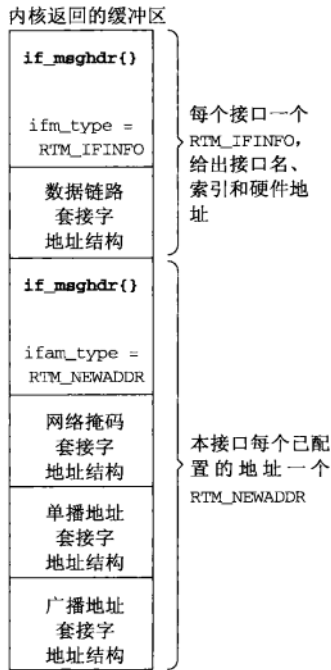 内核返回的缓冲区
if_msghdr{}
ifm_type =
RTM_IFINFO
数据链路
套接字
地址结构
每个接口一个
RTM_IFINFO,
给出接口名、
索引和硬件地
址
if_msghdr{}
ifam_type =
RTM_NEWADDR
网络掩码
套接字
地址结构
单播地址
套接字
地址结构
广播地址
套接字
地址结构
本接口每个已配
置的地址一个
RTM_NEWADDR